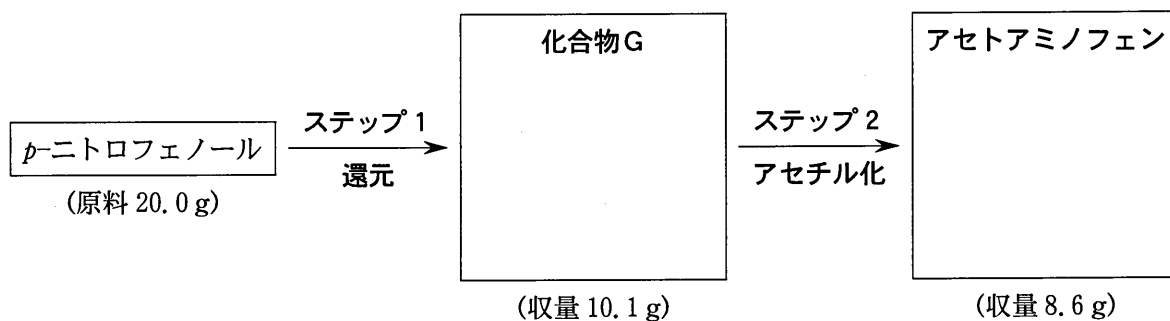 化合物G
アセトアミノフェン
ステップ1
ステップ2
p-ニトロフェノール
還元
アセチル化
(原料 20.0 g)
(収量 10.1 g)
(収量 8.6 g)